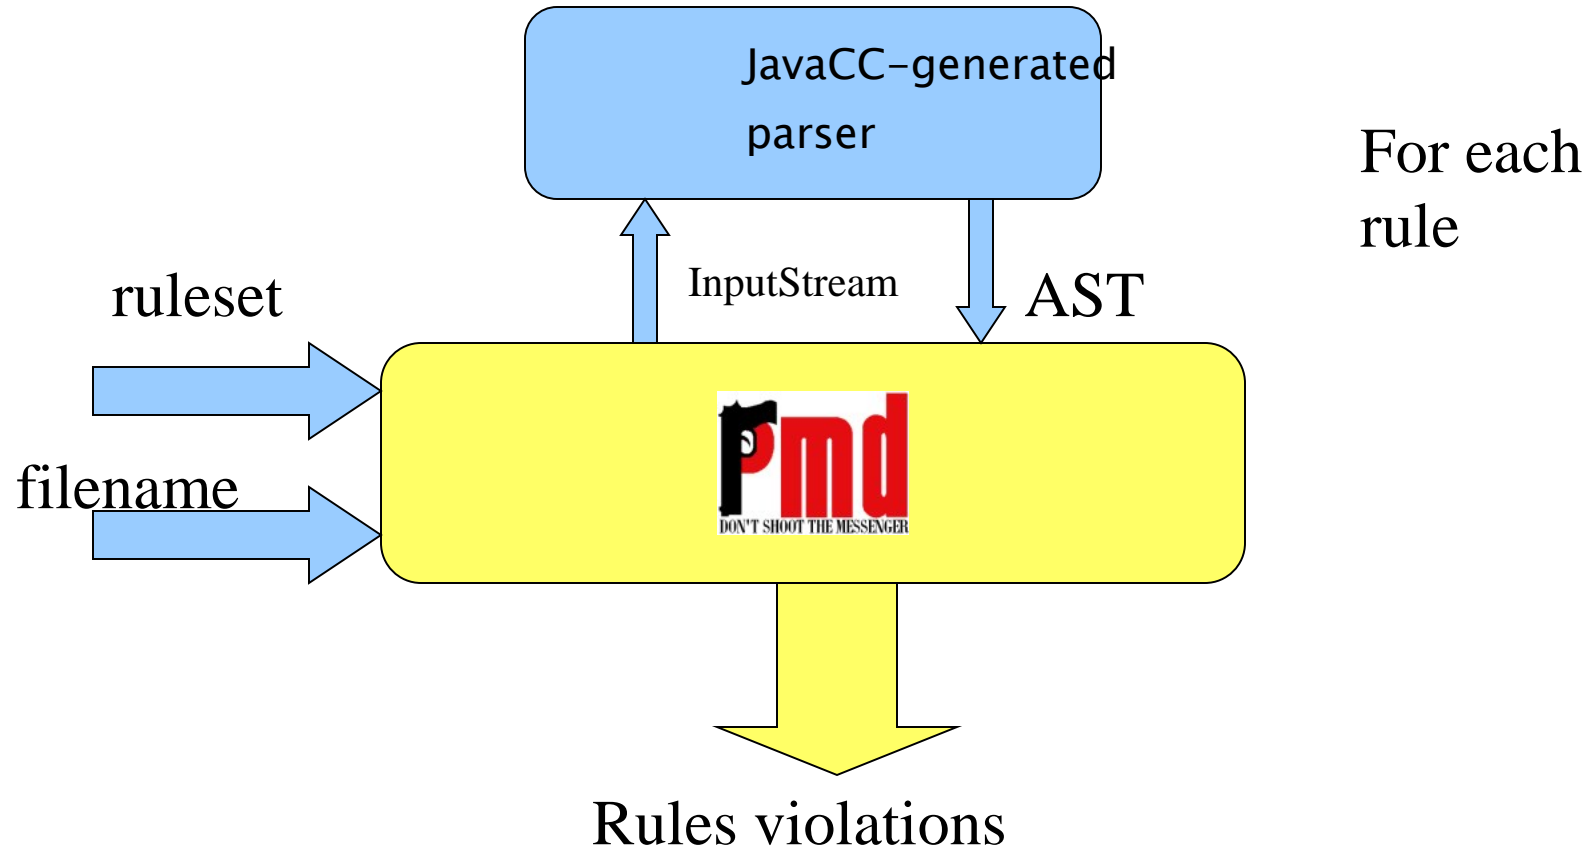 JavaCC-generated
parser
For each
rule
ruleset
InputStream
AST
filename
Pmd
DON'T SHOOT THE MESSENGER
Rules violations